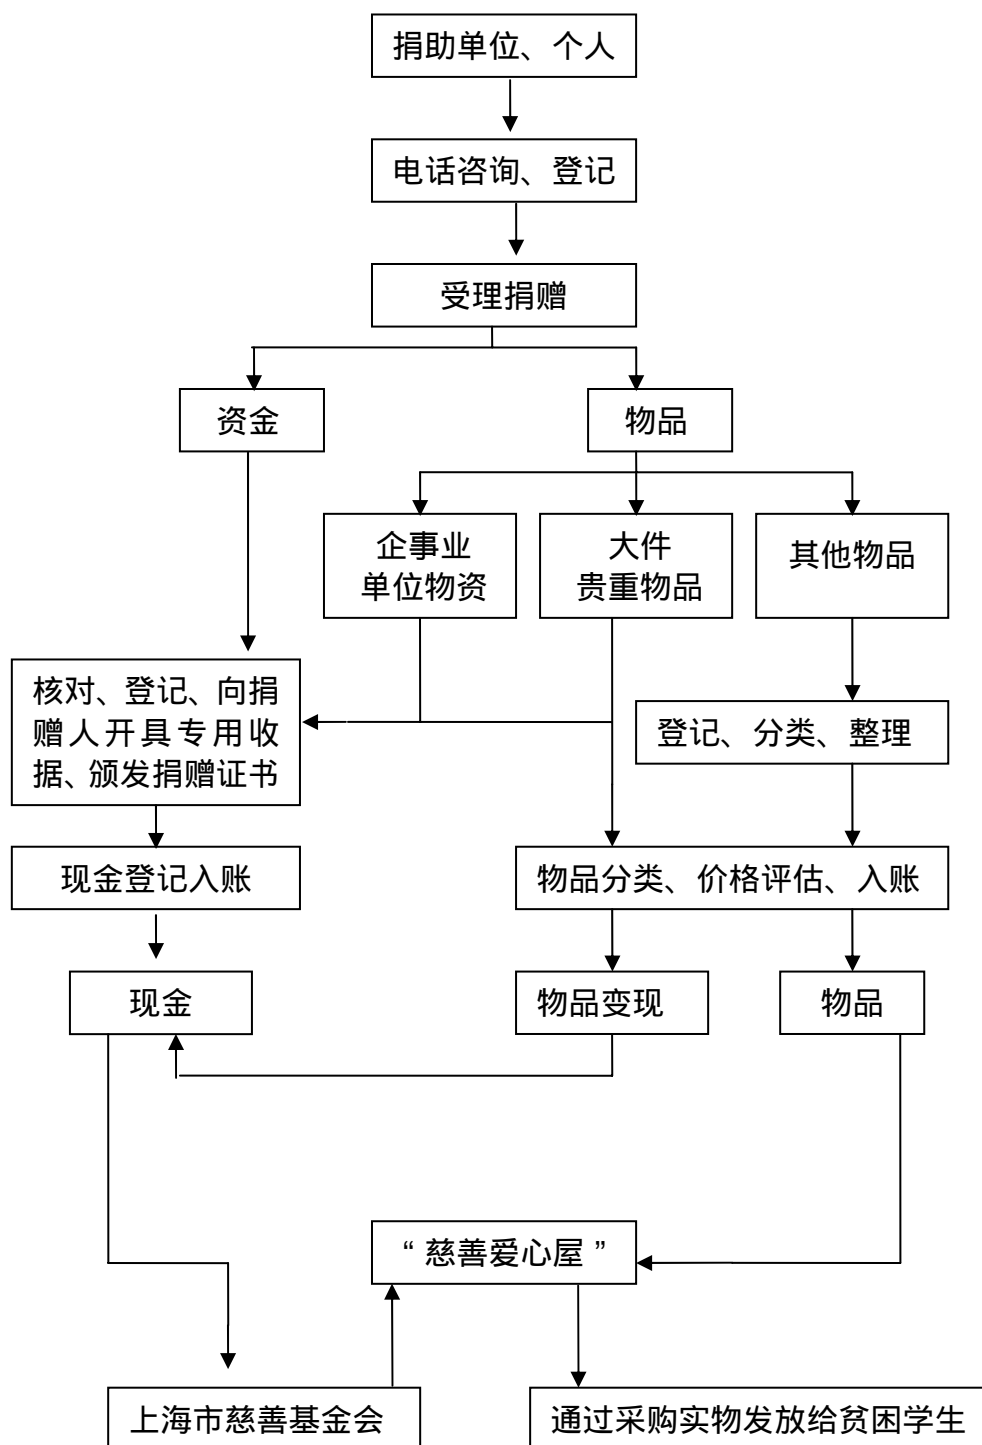 捐助单位、个人
电话咨询、登记
受理捐赠
资金
物品
企事业
单位物资
大件
贵重物品
其他物品
核对、登记、向捐
赠人开具专用收
据、颁发捐赠证书
登记、分类、整理
现金登记入账
物品分类、价格评估、入账
现金
物品变现
物品
“慈善爱心屋”
上海市慈善基金会
通过采购实物发放给贫困学生